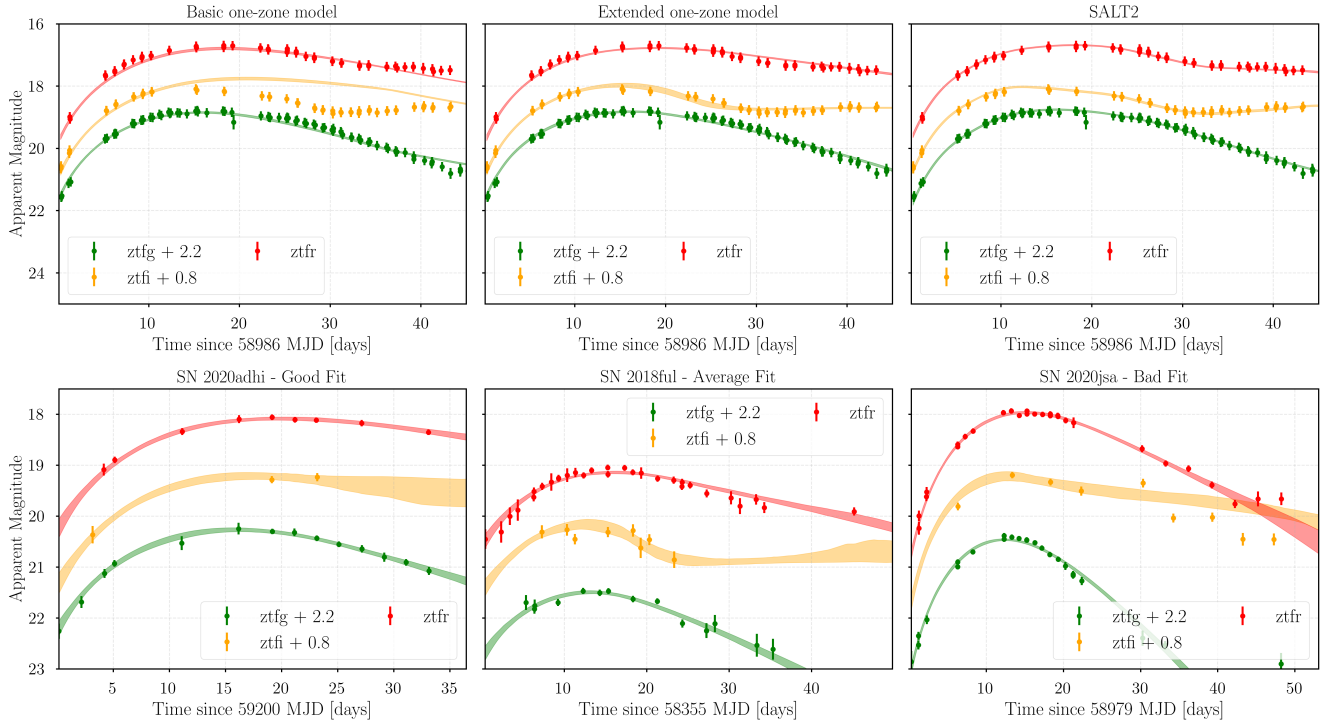 Basic one-zone model
Extended one-zone model
SALT2
Apparent Magnitude
16
18
20
22
24
ztfg + 2.2
ztfr
ztfi + 0.8
ztfg + 2.2
ztfr
ztfi + 0.8
ztfg + 2.2
ztfr
ztfi + 0.8
10 20 30 40
10 20 30 40
10 20 30 40
Time since 58986 MJD [days]
Time since 58986 MJD [days]
Time since 58986 MJD [days]
SN 2020adhi - Good Fit
SN 2018ful - Average Fit
SN 2020jsa - Bad Fit
Apparent Magnitude
18
19
20
21
22
23
ztfg + 2.2
ztfr
ztfi + 0.8
ztfg + 2.2
ztfr
ztfi + 0.8
ztfg + 2.2
ztfr
ztfi + 0.8
5 10 15 20 25 30 35
10 20 30 40
10 20 30 40 50
Time since 59200 MJD [days]
Time since 58355 MJD [days]
Time since 58979 MJD [days]